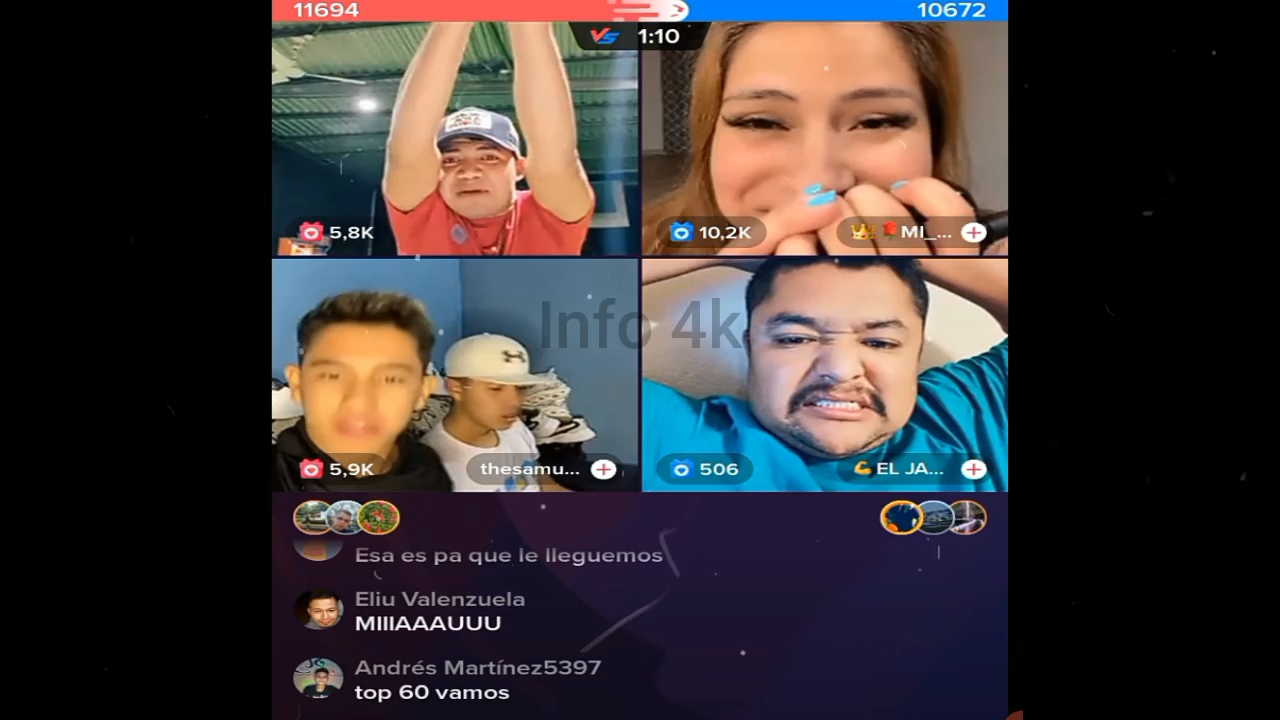 11694
10672
VS 1:10
5,8K
10,2K
MI_...
Info 4k
5,9K
thesamu...
506
EL JA...
Esa es pa que le lleguemos
Eliu Valenzuela
MIIIAAAUUU
Andrés Martínez5397
top 60 vamos